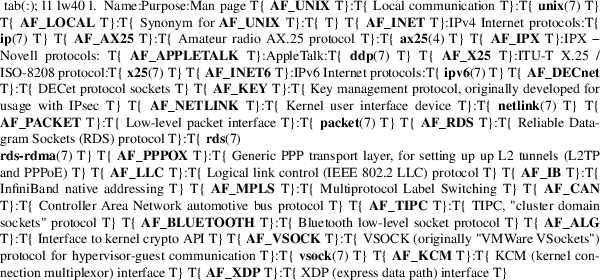 tab(:); l1 lw40 l. Name:Purpose:Man page T{ AF_UNIX T}:T{ Local communication T}:T{ unix(7) T}
T{ AF_LOCAL T}:T{ Synonym for AF_UNIX T}:T{ T} T{ AF_INET T}:IPv4 Internet protocols:T{
ip(7) T} T{ AF_AX25 T}:T{ Amateur radio AX.25 protocol T}:T{ ax25(4) T} T{ AF_IPX T}:IPX −
Novell protocols: T{ AF_APPLETALK T}:AppleTalk:T{ ddp(7) T} T{ AF_X25 T}:ITU-T X.25 /
ISO-8208 protocol:T{ x25(7) T} T{ AF_INET6 T}:IPv6 Internet protocols:T{ ipv6(7) T} T{ AF_DECnet
T}:T{ DECet protocol sockets T} T{ AF_KEY T}:T{ Key management protocol, originally developed for
usage with IPsec T} T{ AF_NETLINK T}:T{ Kernel user interface device T}:T{ netlink(7) T} T{
AF_PACKET T}:T{ Low-level packet interface T}:T{ packet(7) T} T{ AF_RDS T}:T{ Reliable Data-
gram Sockets (RDS) protocol T}:T{ rds(7)
rds-rdma(7) T} T{ AF_PPPOX T}:T{ Generic PPP transport layer, for setting up up L2 tunnels (L2TP
and PPPoE) T} T{ AF_LLC T}:T{ Logical link control (IEEE 802.2 LLC) protocol T} T{ AF_IB T}:T{
InfiniBand native addressing T} T{ AF_MPLS T}:T{ Multiprotocol Label Switching T} T{ AF_CAN
T}:T{ Controller Area Network automotive bus protocol T} T{ AF_TIPC T}:T{ TIPC, "cluster domain
sockets" protocol T} T{ AF_BLUETOOTH T}:T{ Bluetooth low-level socket protocol T} T{ AF_ALG
T}:T{ Interface to kernel crypto API T} T{ AF_VSOCK T}:T{ VSOCK (originally "VMWare VSockets")
protocol for hypervisor-guest communication T}:T{ vsock(7) T} T{ AF_KCM T}:T{ KCM (kernel con-
nection multiplexor) interface T} T{ AF_XDP T}:T{ XDP (express data path) interface T}